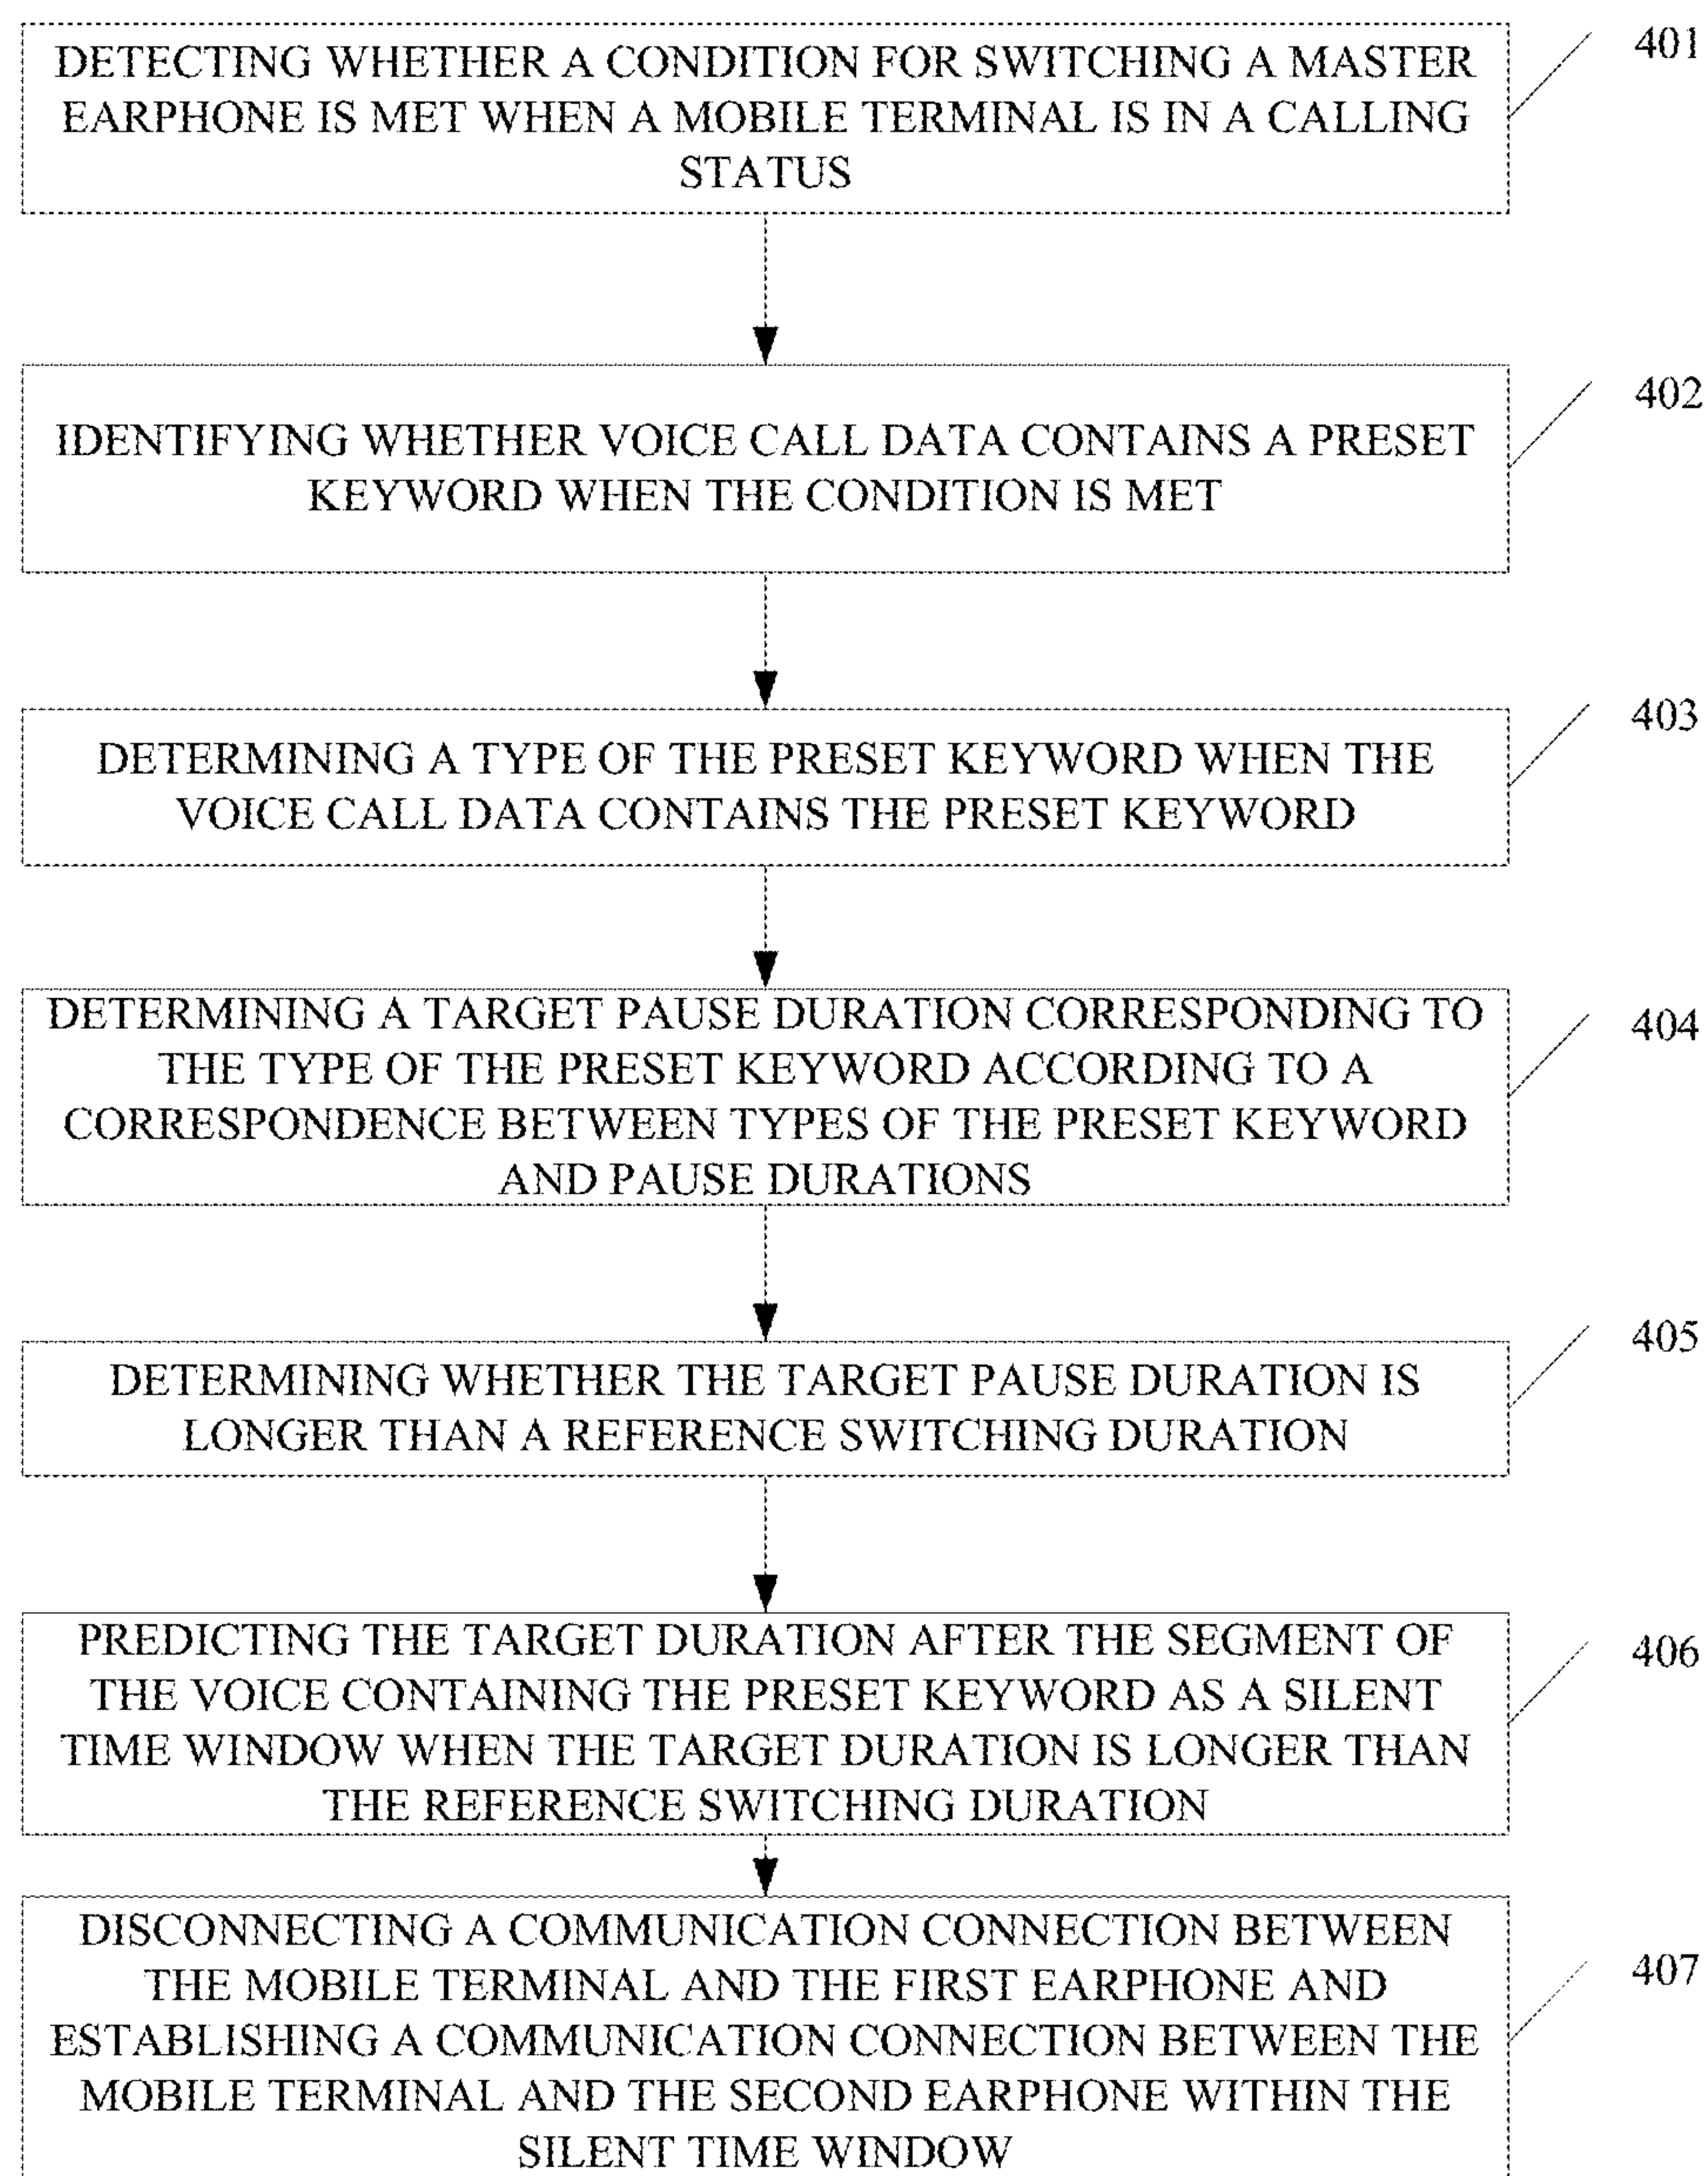 DETECTING WHETHER A CONDITION FOR SWITCHING A MASTER
EARPHONE IS MET WHEN A MOBILE TERMINAL IS IN A CALLING
STATUS
401
IDENTIFYING WHETHER VOICE CALL DATA CONTAINS A PRESET
KEYWORD WHEN THE CONDITION IS MET
402
DETERMINING A TYPE OF THE PRESET KEYWORD WHEN THE
VOICE CALL DATA CONTAINS THE PRESET KEYWORD
403
DETERMINING A TARGET PAUSE DURATION CORRESPONDING TO
THE TYPE OF THE PRESET KEYWORD ACCORDING TO A
CORRESPONDENCE BETWEEN TYPES OF THE PRESET KEYWORD
AND PAUSE DURATIONS
404
DETERMINING WHETHER THE TARGET PAUSE DURATION IS
LONGER THAN A REFERENCE SWITCHING DURATION
405
PREDICTING THE TARGET DURATION AFTER THE SEGMENT OF
THE VOICE CONTAINING THE PRESET KEYWORD AS A SILENT
TIME WINDOW WHEN THE TARGET DURATION IS LONGER THAN
THE REFERENCE SWITCHING DURATION
406
DISCONNECTING A COMMUNICATION CONNECTION BETWEEN
THE MOBILE TERMINAL AND THE FIRST EARPHONE AND
ESTABLISHING A COMMUNICATION CONNECTION BETWEEN THE
MOBILE TERMINAL AND THE SECOND EARPHONE WITHIN THE
SILENT TIME WINDOW
407